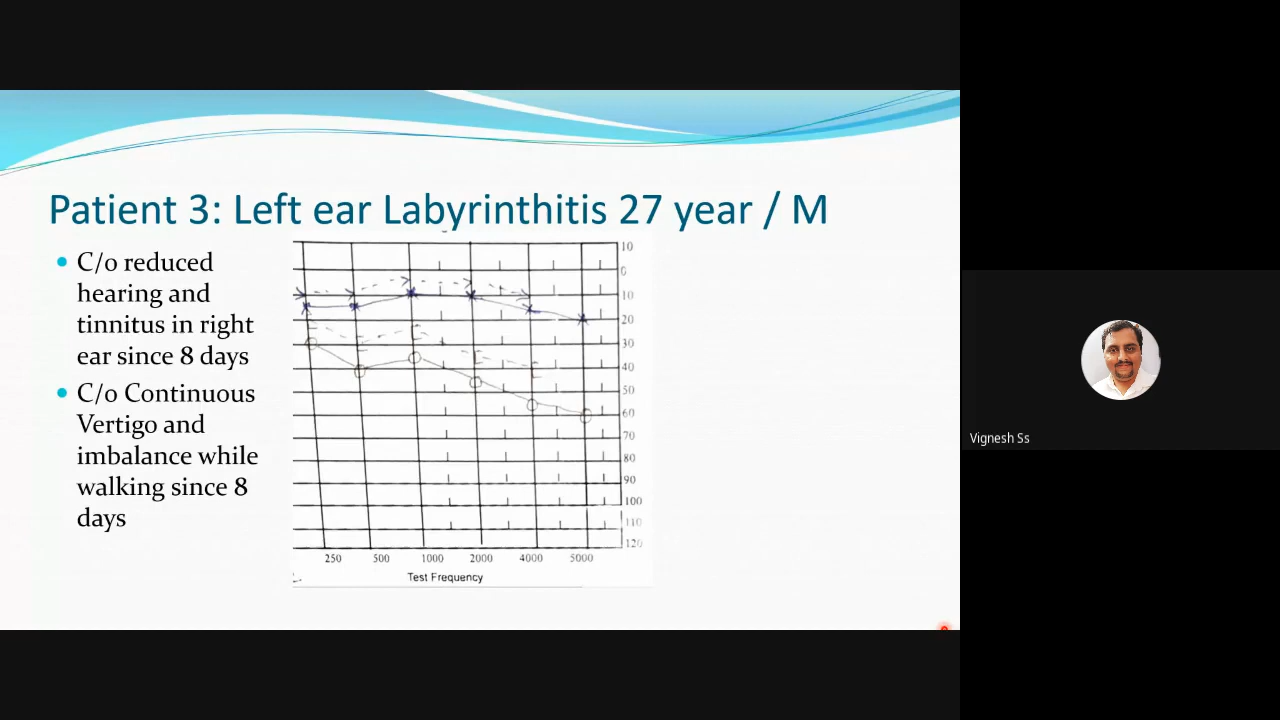 Patient 3: Left ear Labyrinthitis 27 year / M
C/o reduced
hearing and
tinnitus in right
ear since 8 days
C/o Continuous
Vertigo and
imbalance while
walking since 8
days
10
0
10
20
30
40
50
60
70
80
90
100
110
120
250 500 1000 2000 4000 5000
Test Frequency
Vignesh Ss